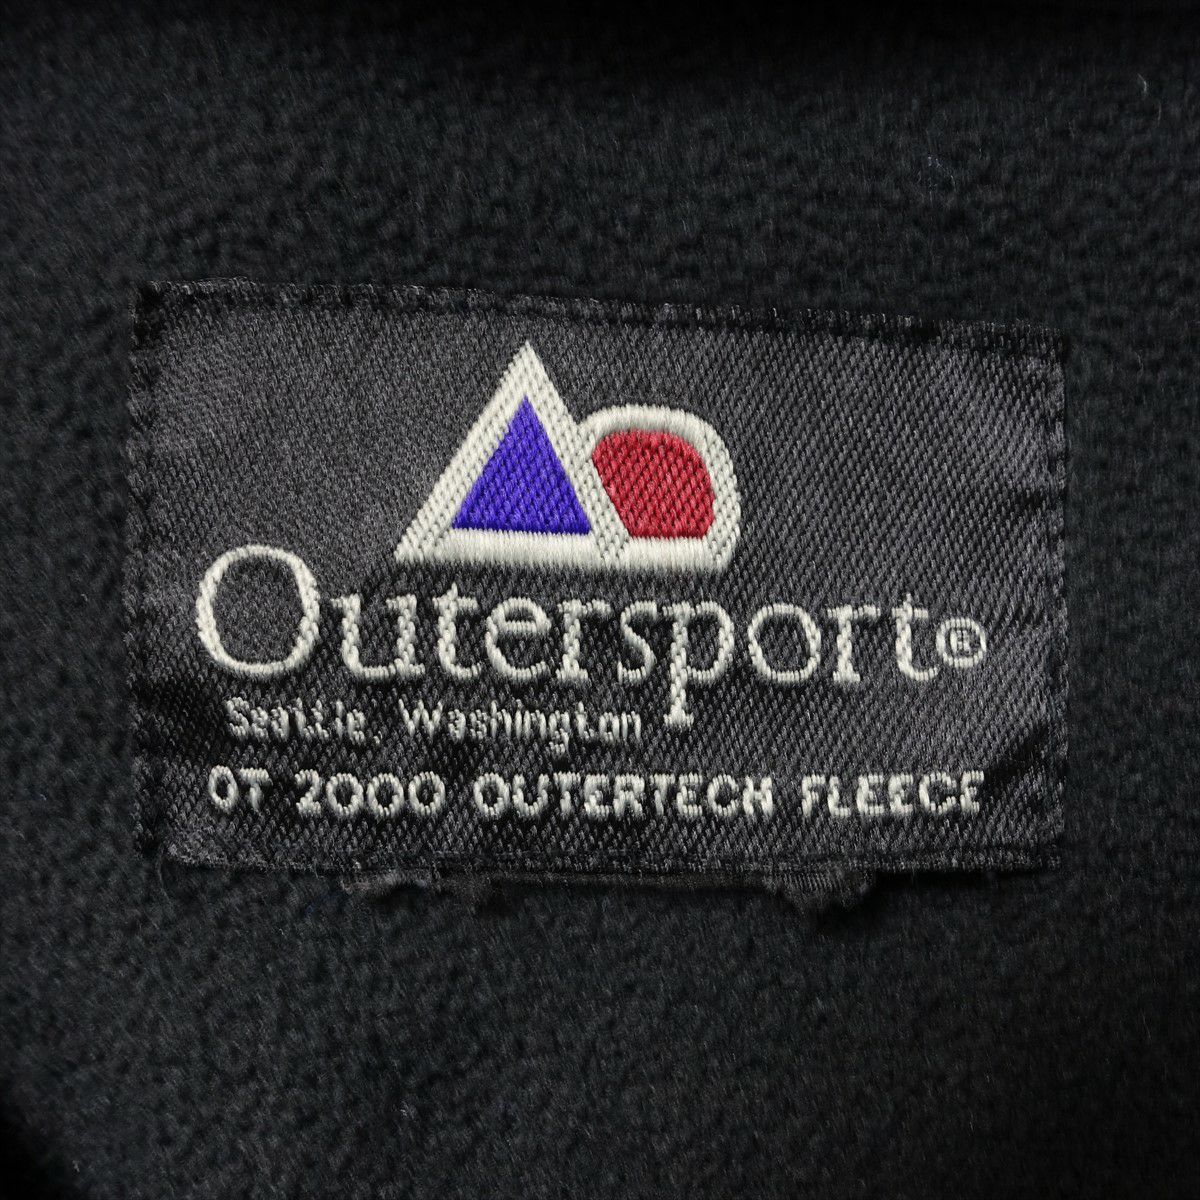 Outersport®
Seattle, Washington
OT 2000 OUTERTECH FLEECE